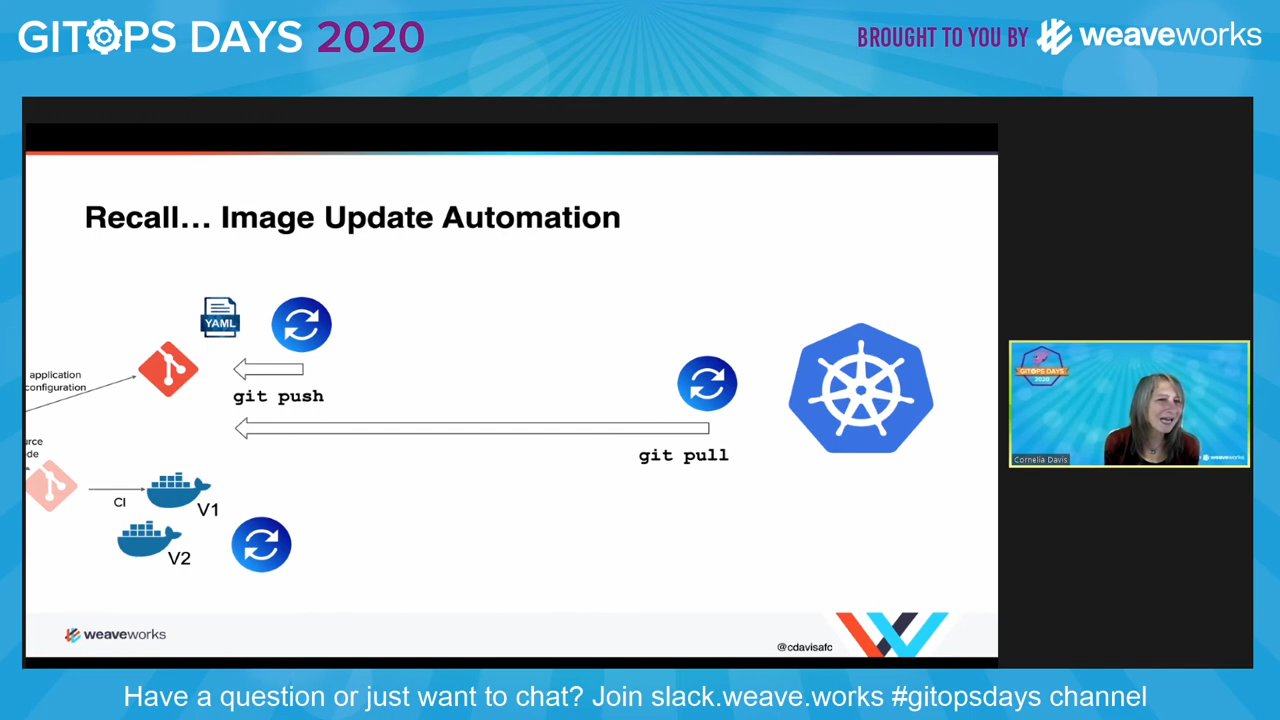 GITOPS DAYS 2020
BROUGHT TO YOU BY weaveworks
Recall… Image Update Automation
YAML
application
configuration
git push
git pull
CI
V1
V2
weaveworks
@cdavisafc
GITOPS DAYS
2020
Cornelia Davis
weaveworks
Have a question or just want to chat? Join slack.weave.works #gitopsdays channel